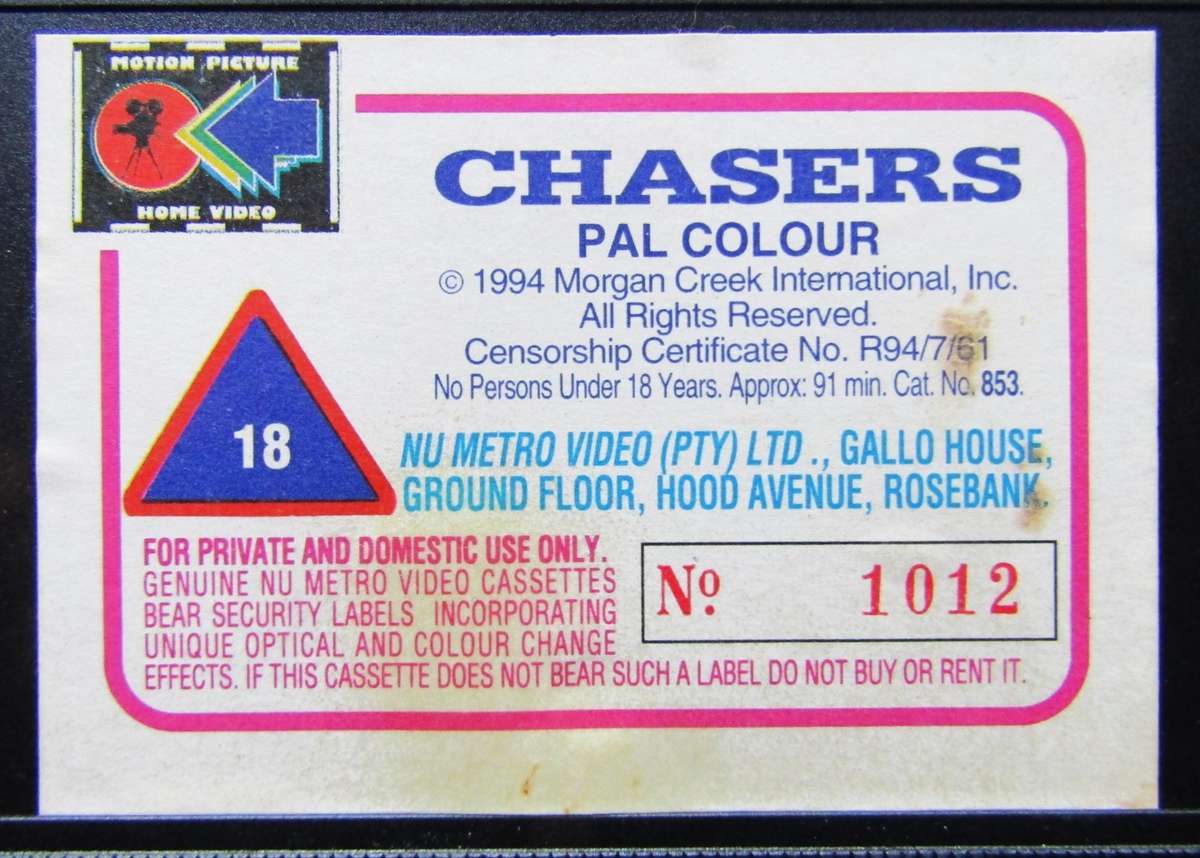 MOTION PICTURE
HOME VIDEO
CHASERS
PAL COLOUR
© 1994 Morgan Creek International, Inc.
All Rights Reserved.
Censorship Certificate No. R94/7/61
No Persons Under 18 Years. Approx: 91 min. Cat. No. 853.
18
NU METRO VIDEO (PTY) LTD ., GALLO HOUSE,
GROUND FLOOR, HOOD AVENUE, ROSEBANK.
FOR PRIVATE AND DOMESTIC USE ONLY.
GENUINE NU METRO VIDEO CASSETTES
BEAR SECURITY LABELS INCORPORATING
UNIQUE OPTICAL AND COLOUR CHANGE
EFFECTS. IF THIS CASSETTE DOES NOT BEAR SUCH A LABEL DO NOT BUY OR RENT IT.
No. 1012